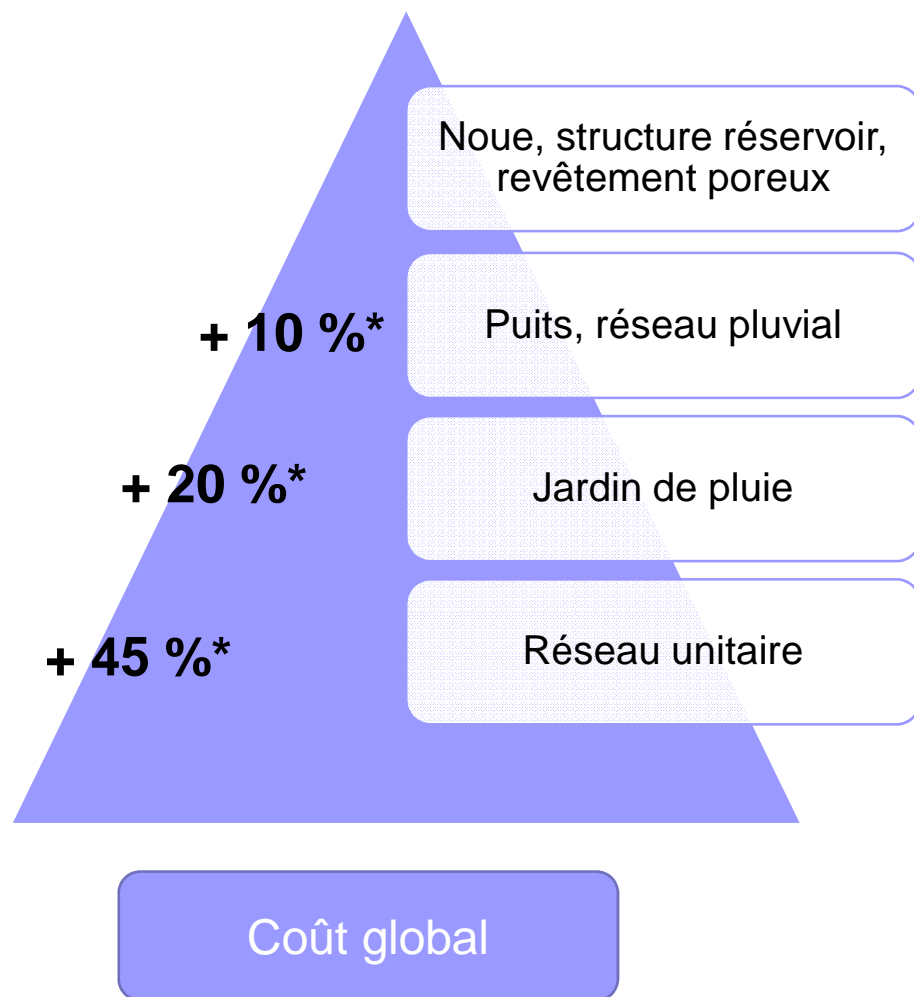 Noue, structure réservoir,
revêtement poreux
+ 10 %*
Puits, réseau pluvial
+ 20 %*
Jardin de pluie
+ 45 %*
Réseau unitaire
Coût global